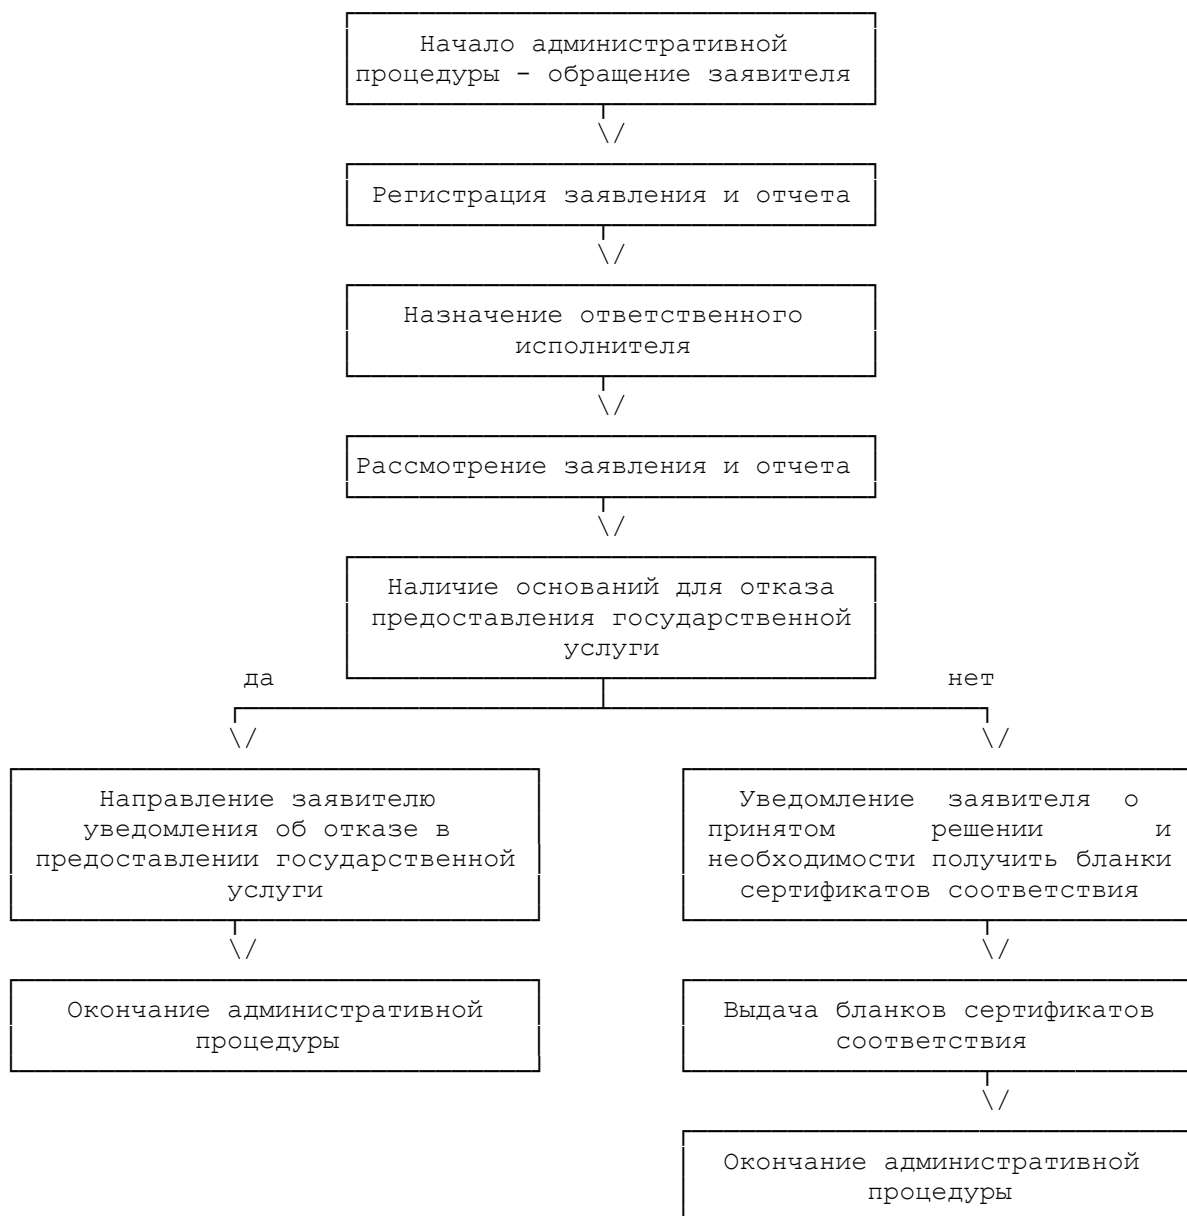 Начало административной
процедуры - обращение заявителя
\/
Регистрация заявления и отчета
\/
Назначение ответственного
исполнителя
\/
Рассмотрение заявления и отчета
\/
Наличие оснований для отказа
предоставления государственной
услуги
да
нет
\/
\/
Направление заявителю
уведомления об отказе в
предоставлении государственной
услуги
\/
Окончание административной
процедуры
Уведомление заявителя о
принятом решении и
необходимости получить бланки
сертификатов соответствия
\/
Выдача бланков сертификатов
соответствия
\/
Окончание административной
процедуры